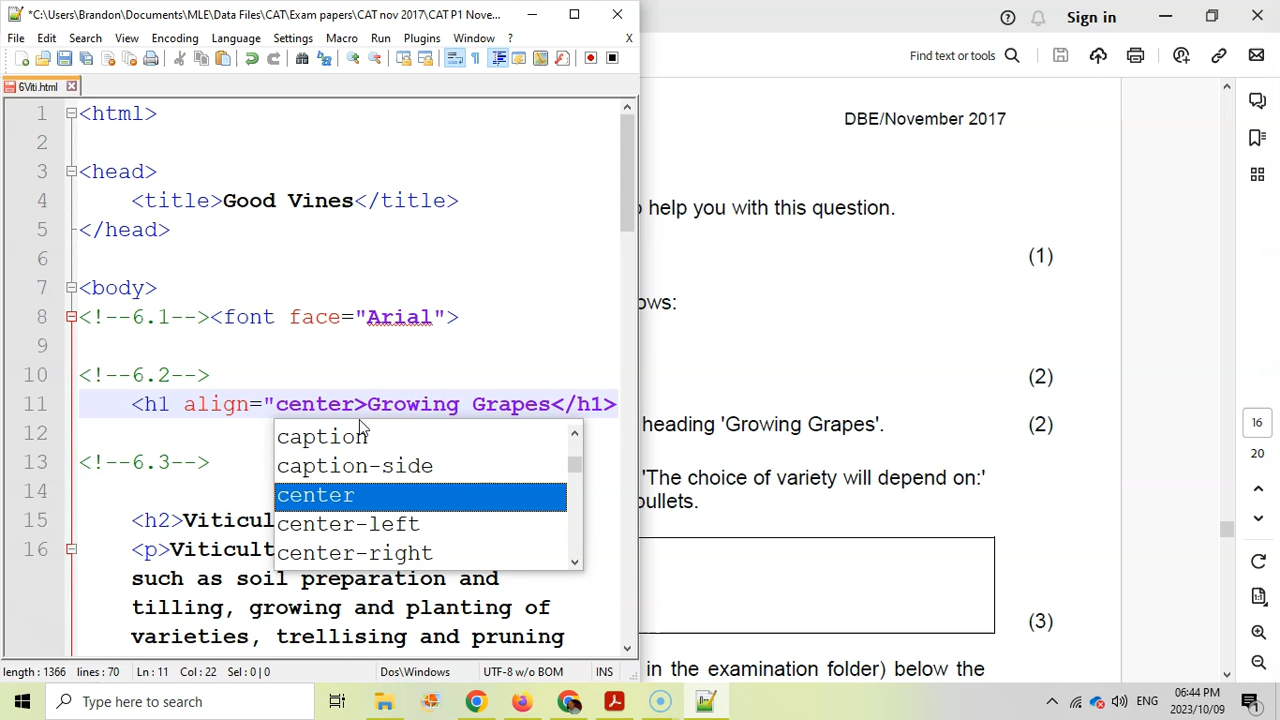 *C:\Users\Brandon\Documents\MLE\Data Files\CAT\Exam papers\CAT nov 2017\CAT P1 Nove...
File Edit Search View Encoding Language Settings Macro Run Plugins Window ? X
6Viti.html
1 <html>
2
3 <head>
4 <title>Good Vines</title>
5 </head>
6
7 <body>
8 <!--6.1--><font face="Arial">
9
10 <!--6.2-->
11 <h1 align="center>Growing Grapes</h1>
12
13 <!--6.3-->
14
15 <h2>Viticul
16 <p>Viticult
such as soil preparation and
tilling, growing and planting of
varieties, trellising and pruning
caption
caption-side
center
center-left
center-right
length : 1366 lines : 70 Ln : 11 Col : 22 Sel : 0 | 0 Dos\Windows UTF-8 w/o BOM INS
Sign in
Find text or tools
DBE/November 2017
o help you with this question.
(1)
ows:
(2)
heading 'Growing Grapes'. (2)
'The choice of variety will depend on:'
bullets.
(3)
in the examination folder) below the
16
20
Type here to search
ENG
06:44 PM
2023/10/09
1